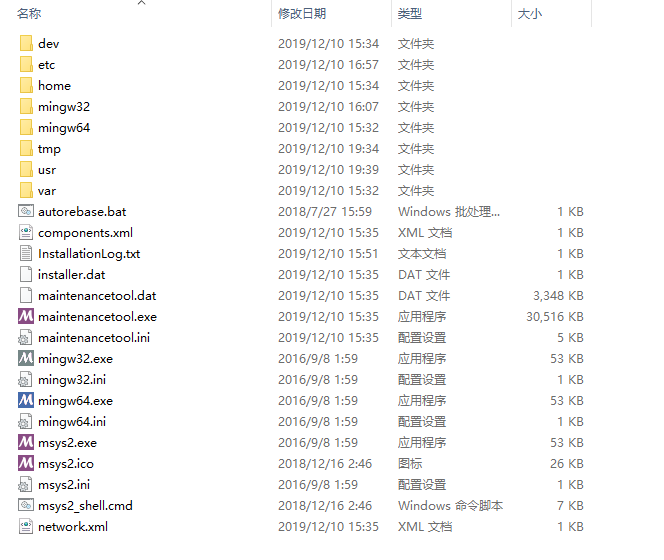 名称 修改日期 类型 大小
dev 2019/12/10 15:34 文件夹
etc 2019/12/10 16:57 文件夹
home 2019/12/10 15:34 文件夹
mingw32 2019/12/10 16:07 文件夹
mingw64 2019/12/10 15:32 文件夹
tmp 2019/12/10 19:34 文件夹
usr 2019/12/10 19:39 文件夹
var 2019/12/10 15:32 文件夹
autorebase.bat 2018/7/27 15:59 Windows 批处理... 1 KB
components.xml 2019/12/10 15:35 XML 文档 1 KB
InstallationLog.txt 2019/12/10 15:51 文本文档 1 KB
installer.dat 2019/12/10 15:35 DAT 文件 1 KB
maintenancetool.dat 2019/12/10 15:35 DAT 文件 3,348 KB
maintenancetool.exe 2019/12/10 15:35 应用程序 30,516 KB
maintenancetool.ini 2019/12/10 15:35 配置设置 5 KB
mingw32.exe 2016/9/8 1:59 应用程序 53 KB
mingw32.ini 2016/9/8 1:59 配置设置 1 KB
mingw64.exe 2016/9/8 1:59 应用程序 53 KB
mingw64.ini 2016/9/8 1:59 配置设置 1 KB
msys2.exe 2016/9/8 1:59 应用程序 53 KB
msys2.ico 2018/12/16 2:46 图标 26 KB
msys2.ini 2016/9/8 1:59 配置设置 1 KB
msys2_shell.cmd 2018/12/16 2:46 Windows 命令脚本 7 KB
network.xml 2019/12/10 15:35 XML 文档 1 KB